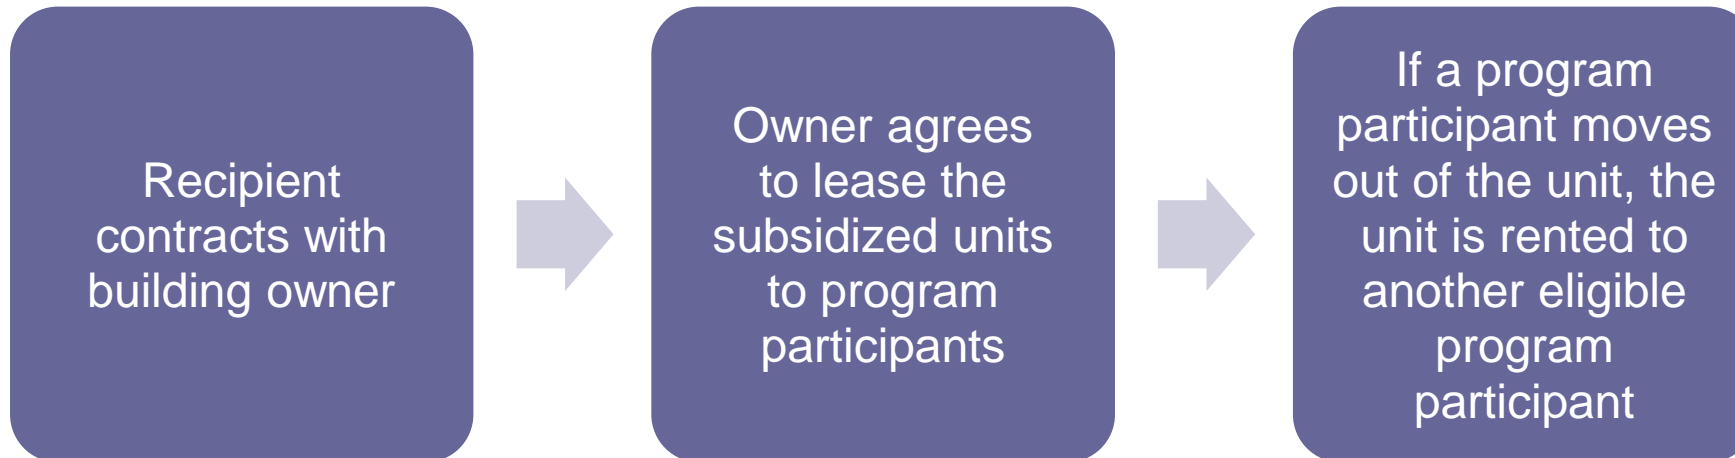 Recipient
contracts with
building owner
Owner agrees
to lease the
subsidized units
to program
participants
If a program
participant moves
out of the unit, the
unit is rented to
another eligible
program
participant